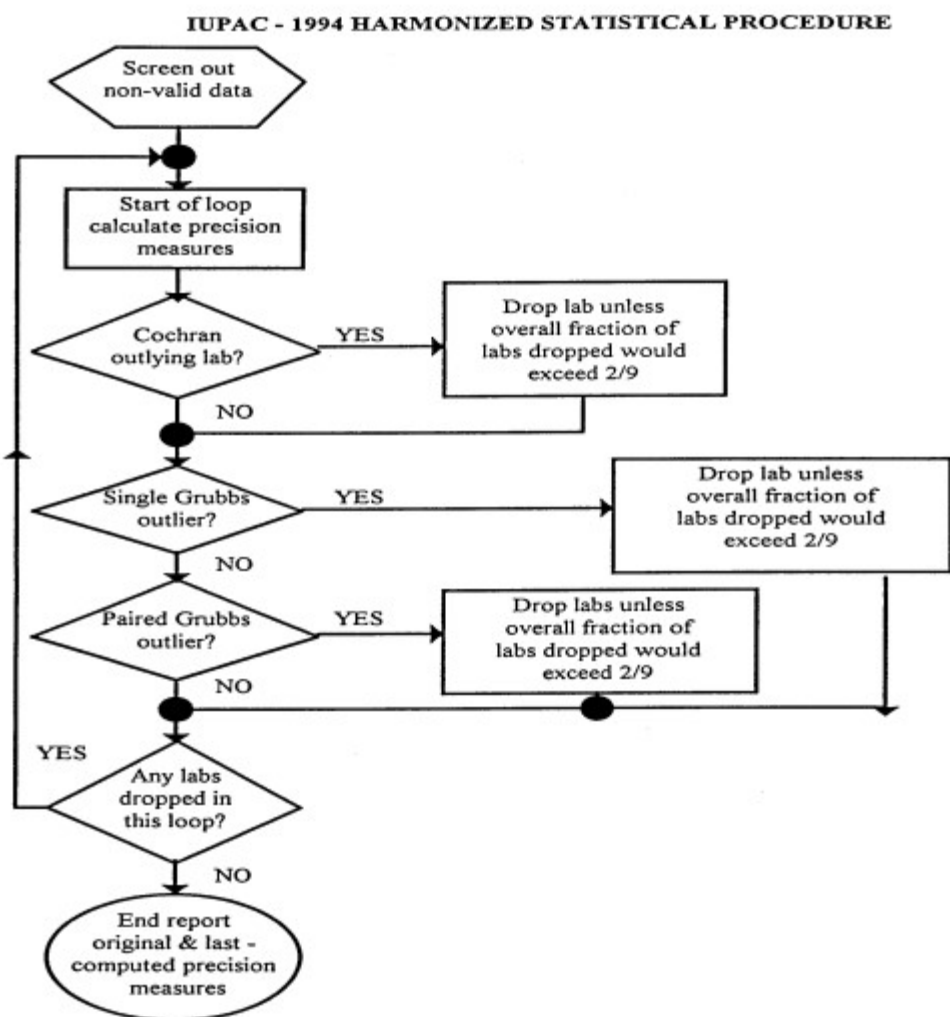 IUPAC - 1994 HARMONIZED STATISTICAL PROCEDURE
Screen out
non-valid data
Start of loop
calculate precision
measures
Cochran
outlying lab?
YES
Drop lab unless
overall fraction of
labs dropped would
exceed 2/9
NO
Single Grubbs
outlier?
YES
Drop lab unless
overall fraction of
labs dropped would
exceed 2/9
NO
Paired Grubbs
outlier?
YES
Drop labs unless
overall fraction of
labs dropped would
exceed 2/9
NO
YES
Any labs
dropped in
this loop?
NO
End report
original & last -
computed precision
measures